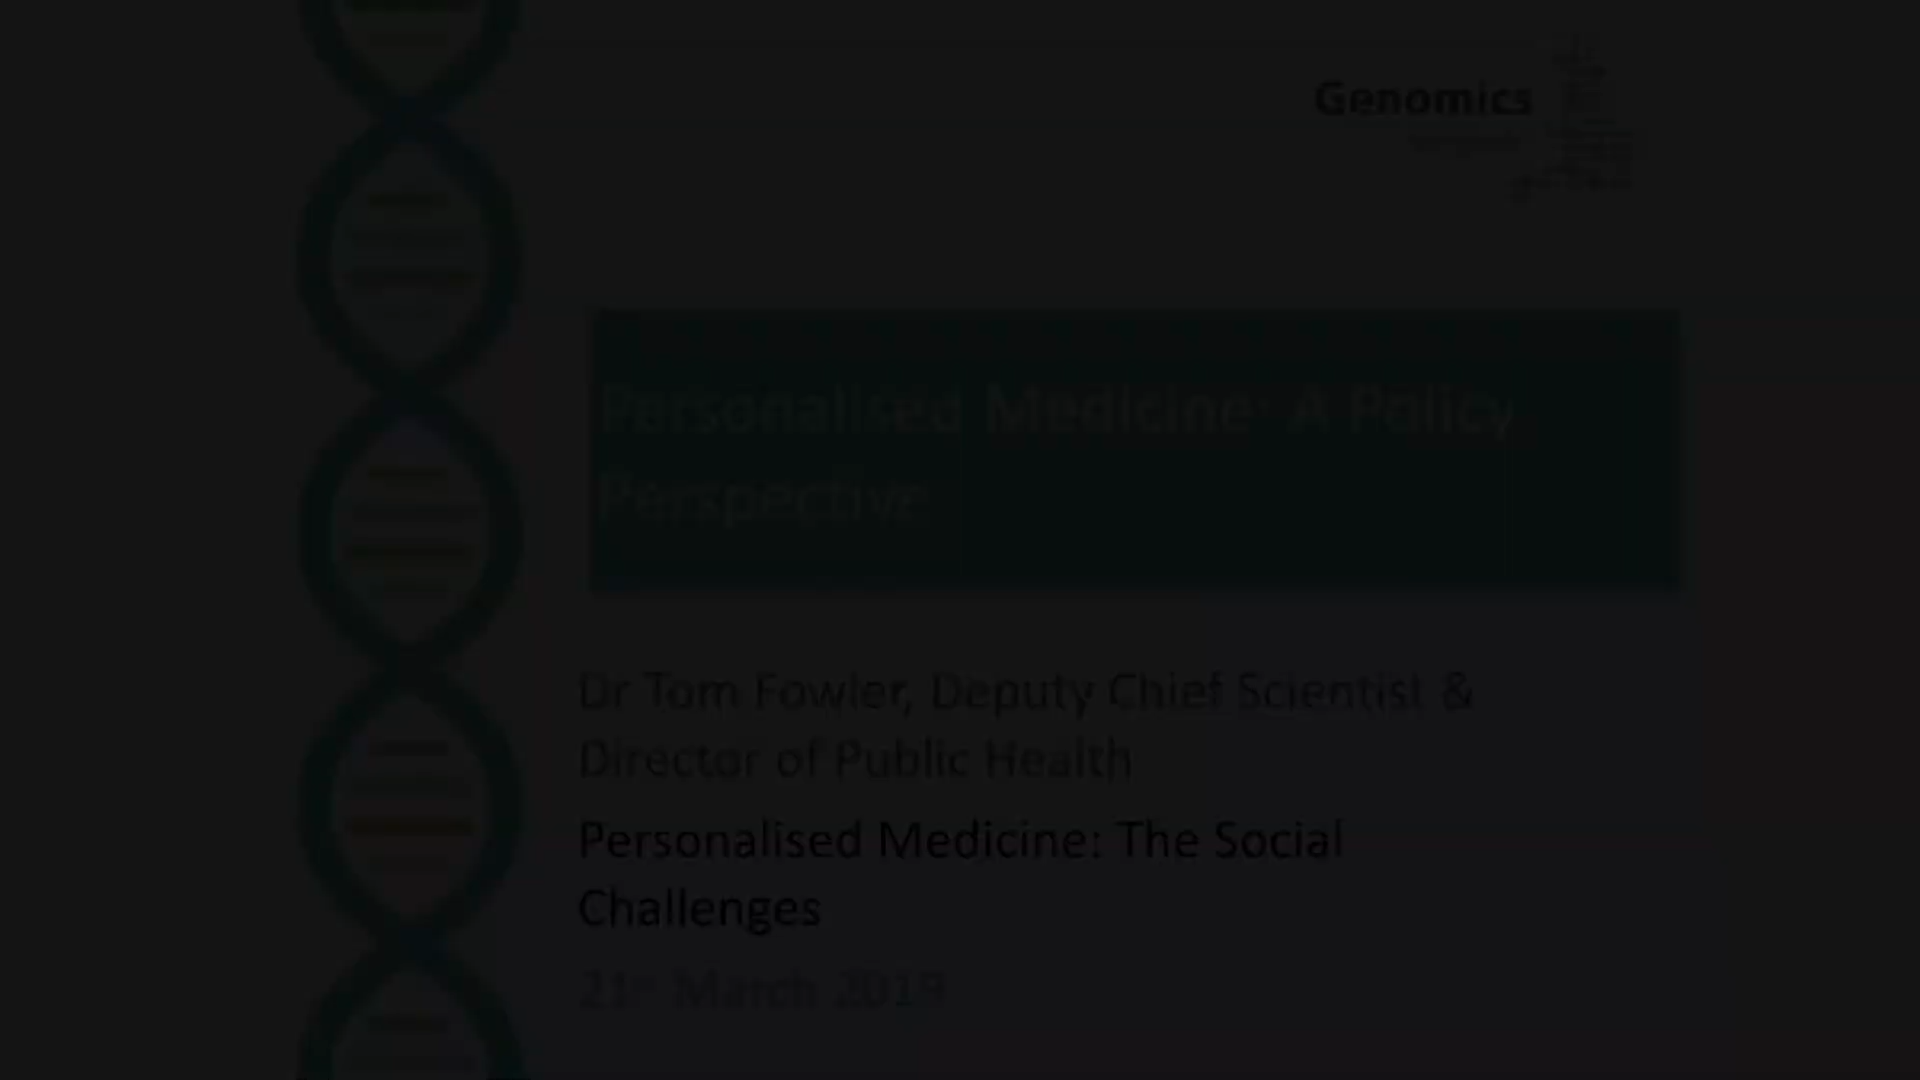 Genomics
Personalised Medicine: A Policy
Perspective
Dr Tom Fowler, Deputy Chief Scientist &
Director of Public Health
Personalised Medicine: The Social
Challenges
21st March 2019